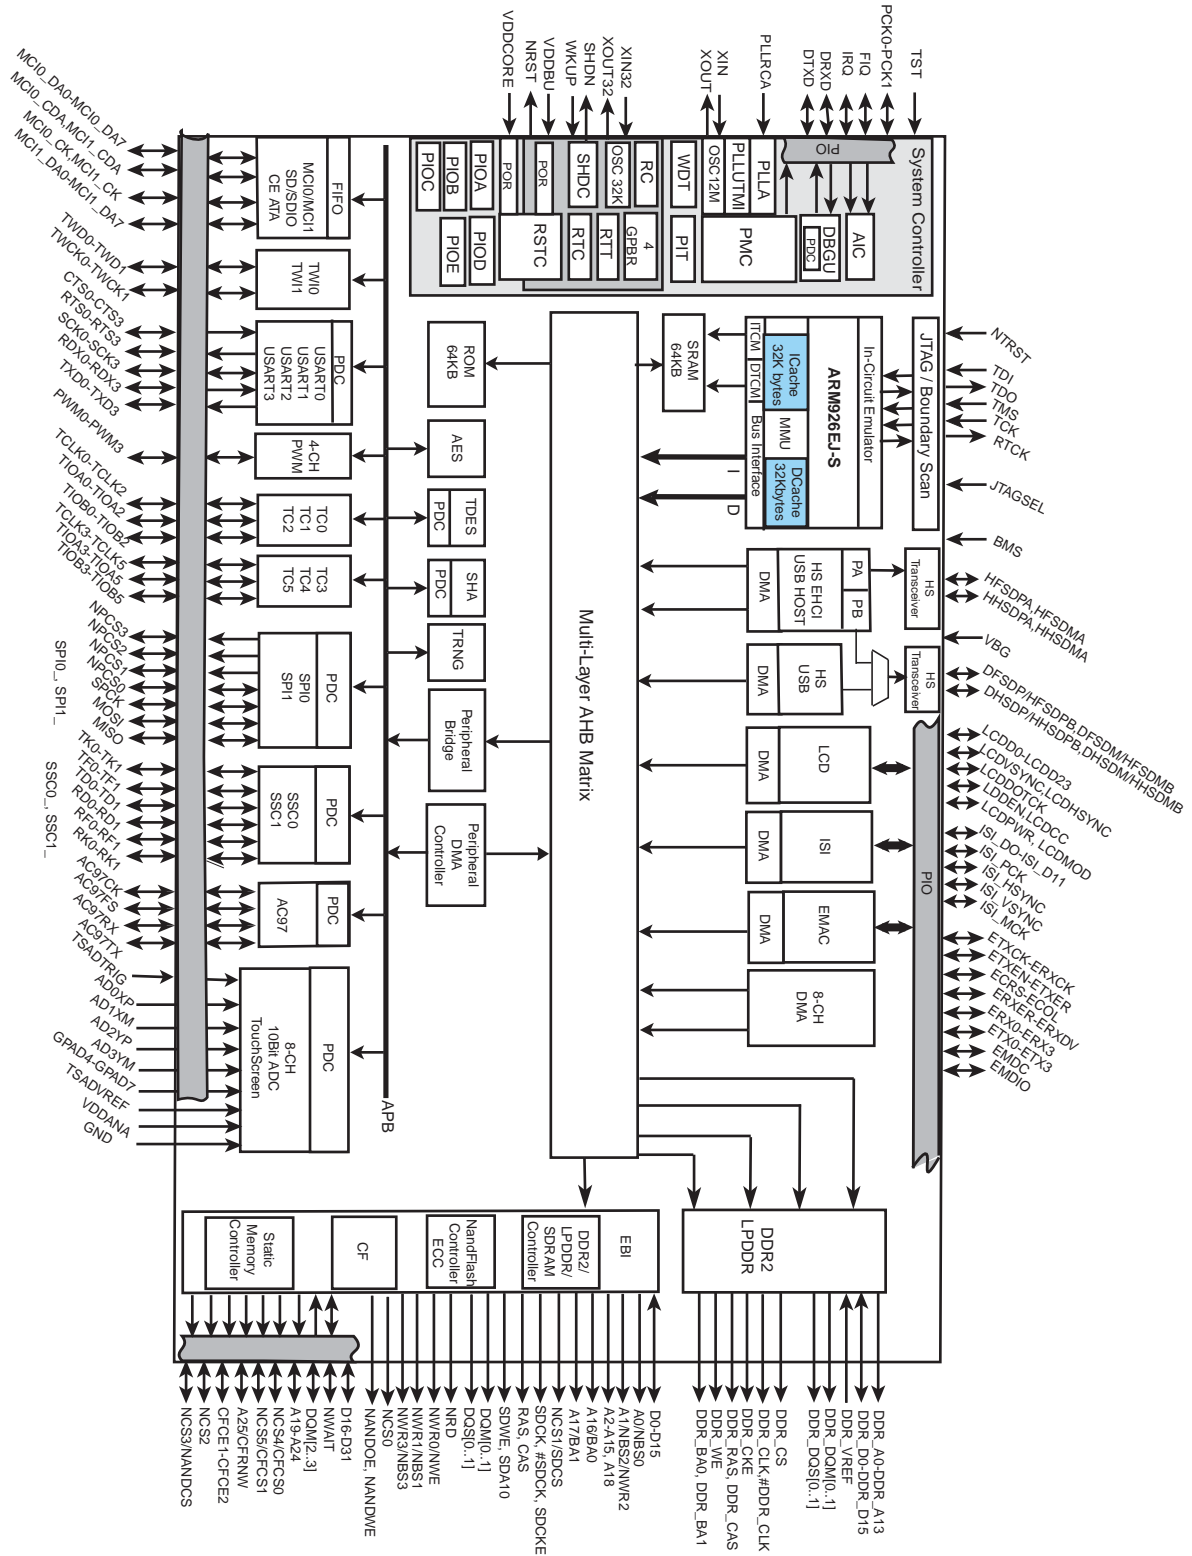 TST
PCK0-PCK1
FIQ
IRQ
DRXD
DTXD
PLLRCA
XIN
XOUT
XIN32
XOUT32
SHDN
WKUP
VDDBU
NRST
VDDCORE
System Controller
PIO
AIC
DBGU
PDC
PLLA
PLLUTMI
OSC12M
PMC
WDT
PIT
RC
OSC 32K
SHDC
POR
POR
4
GPBR
RTT
RTC
RSTC
PIOA
PIOB
PIOC
PIOD
PIOE
MCI0_DA0-MCI0_DA7
MCI0_CDA,MCI1_CDA
MCI0_CK,MCI1_CK
MCI1_DA0-MCI1_DA7
TWD0-TWD1
TWCK0-TWCK1
CTS0-CTS3
RTS0-RTS3
SCK0-SCK3
RDX0-RDX3
TXD0-TXD3
PWM0-PWM3
TCLK0-TCLK2
TIOA0-TIOA2
TIOB0-TIOB2
TCLK3-TCLK5
TIOA3-TIOA5
TIOB3-TIOB5
NPCS3
NPCS2
NPCS1
NPCS0
SPCK
MOSI
MISO
SPI0_, SPI1_
TK0-TK1
TF0-TF1
TD0-TD1
RD0-RD1
RF0-RF1
RK0-RK1
SSC0_, SSC1_
AC97CK
AC97FS
AC97RX
AC97TX
TSADTRIG
AD0XP
AD1XM
AD2YP
AD3YM
GPAD4-GPAD7
TSADVREF
VDDANA
GND
FIFO
MCI0/MCI1
SD/SDIO
CE ATA
TWI0
TWI1
PDC
USART0
USART1
USART2
USART3
4-CH
PWM
TC0
TC1
TC2
TC3
TC4
TC5
PDC
SPI0
SPI1
PDC
SSC0
SSC1
PDC
AC97
PDC
8-CH
10Bit ADC
TouchScreen
APB
ROM
64KB
AES
TDES
PDC
SHA
PDC
TRNG
Peripheral
Bridge
Peripheral
DMA
Controller
Multi-Layer AHB Matrix
SRAM
64KB
NTRST
TDI
TDO
TMS
TCK
RTCK
JTAGSEL
BMS
JTAG / Boundary Scan
In-Circuit Emulator
ARM926EJ-S
ICache
32K bytes
MMU
DCache
32Kbytes
ITCM
DTCM
Bus Interface
I
D
HS
Transceiver
HFSDPA,HFSDMA
HHSDPA,HHSDMA
VBG
HS
Transceiver
DFSDP/HFSDPB,DFSDM/HFSDMB
DHSDP/HHSDPB,DHSDM/HHSDMB
PA
PB
HS EHCI
USB HOST
DMA
HS
USB
DMA
LCD
DMA
ISI
DMA
EMAC
DMA
8-CH
DMA
PIO
LCDD0-LCDD23
LCDVSYNC,LCDHSYNC
LCDDOTCK
LDDEN,LCDCC
LCDPWR, LCDMOD
ISI_DO-ISI_D11
ISI_PCK
ISI_HSYNC
ISI_VSYNC
ISI_MCK
ETXCK-ERXCK
ETXEN-ETXER
ECRS-ECOL
ERXER-ERXDV
ERX0-ERX3
ETX0-ETX3
EMDC
EMDIO
DDR2
LPDDR
DDR_A0-DDR_A13
DDR_D0-DDR_D15
DDR_VREF
DDR_DQM[0..1]
DDR_DQS[0..1]
DDR_CS
DDR_CLK,#DDR_CLK
DDR_CKE
DDR_RAS, DDR_CAS
DDR_WE
DDR_BA0, DDR_BA1
EBI
DDR2/
LPDDR/
SDRAM
Controller
NandFlash
Controller
ECC
CF
Static
Memory
Controller
D0-D15
A0/NBS0
A1/NBS2/NWR2
A2-A15, A18
A16/BA0
A17/BA1
NCS1/SDCS
SDCK, #SDCK, SDCKE
RAS, CAS
SDWE, SDA10
DQM[0..1]
DQS[0..1]
NRD
NWR0/NWE
NWR1/NBS1
NWR3/NBS3
NCS0
NANDOE, NANDWE
D16-D31
NWAIT
DQM[2..3]
A19-A24
NCS4/CFCS0
NCS5/CFCS1
A25/CFRNW
CFCE1-CFCE2
NCS2
NCS3/NANDCS